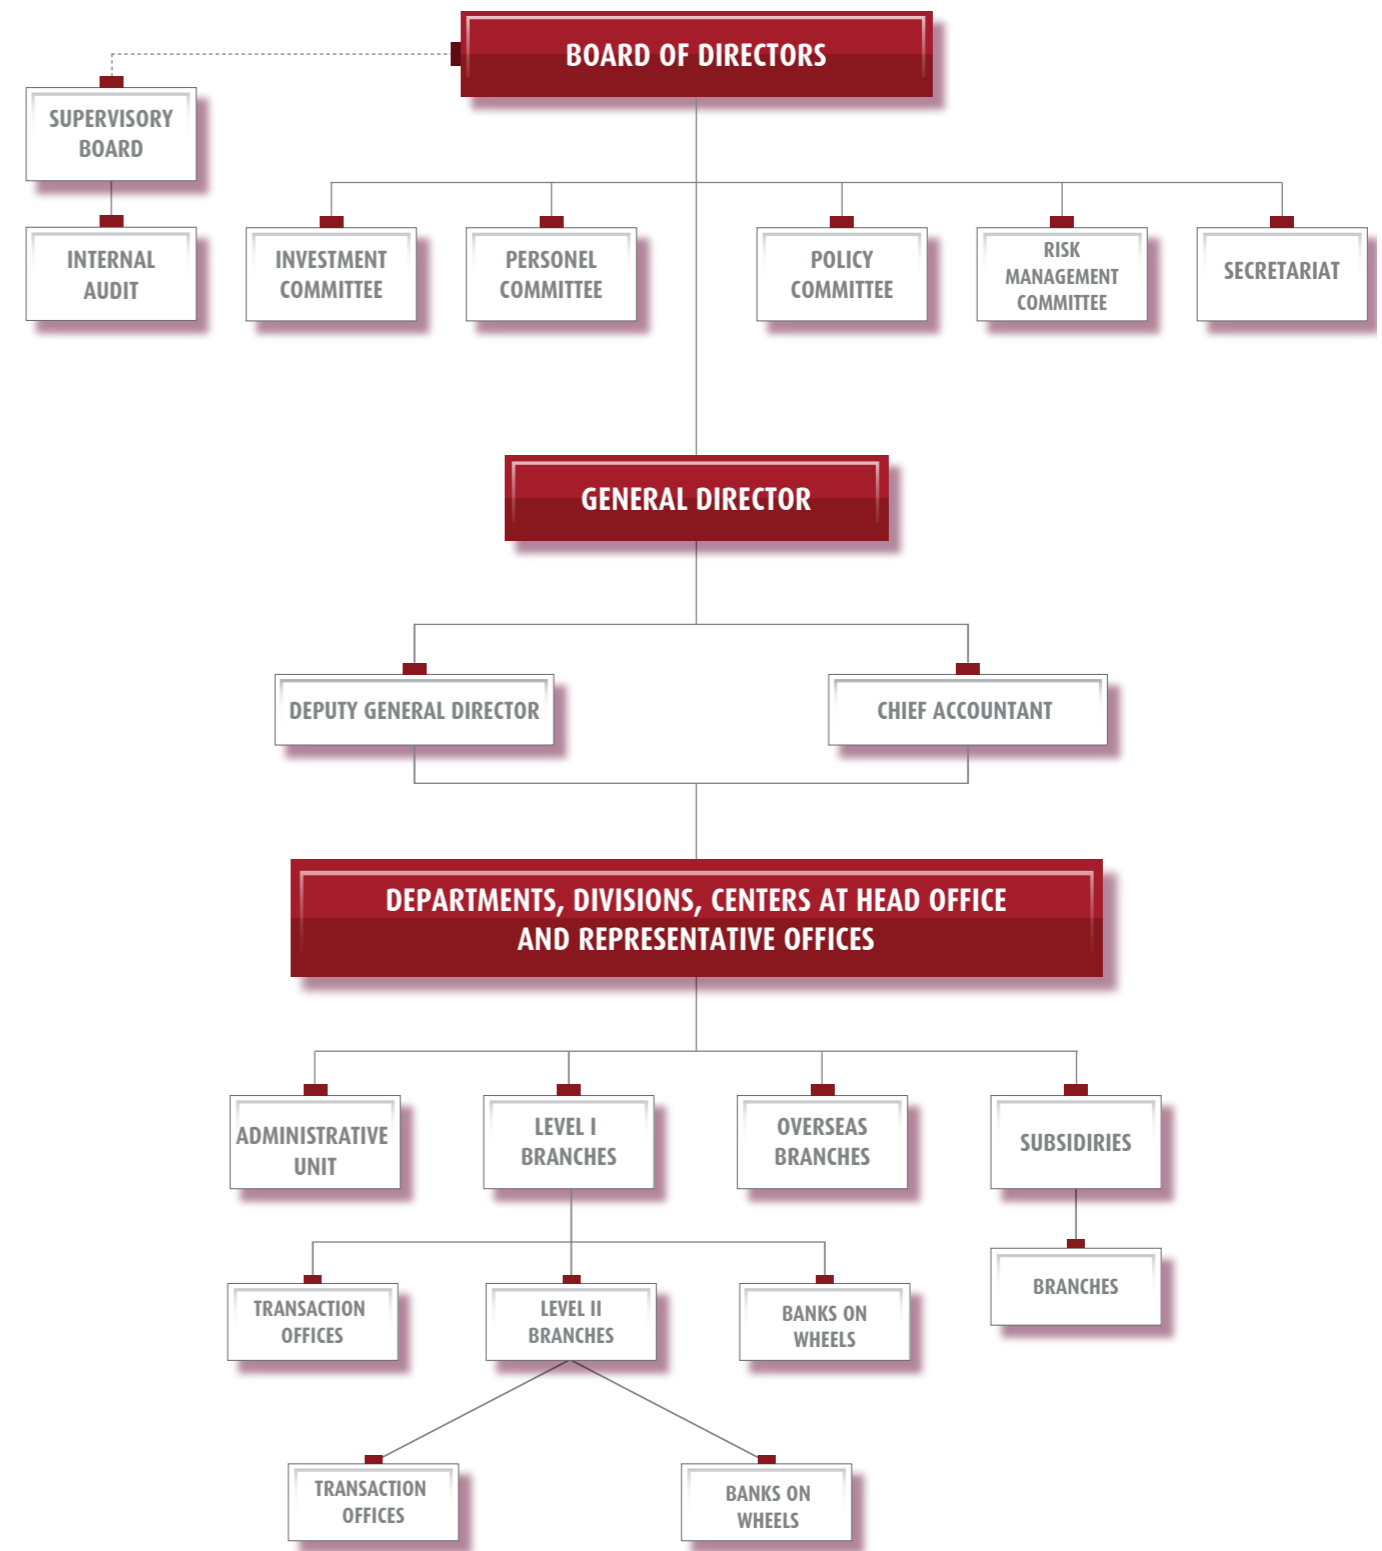 BOARD OF DIRECTORS
SUPERVISORY
BOARD
INTERNAL
AUDIT
INVESTMENT
COMMITTEE
PERSONEL
COMMITTEE
POLICY
COMMITTEE
RISK
MANAGEMENT
COMMITTEE
SECRETARIAT
GENERAL DIRECTOR
DEPUTY GENERAL DIRECTOR
CHIEF ACCOUNTANT
DEPARTMENTS, DIVISIONS, CENTERS AT HEAD OFFICE
AND REPRESENTATIVE OFFICES
ADMINISTRATIVE
UNIT
LEVEL I
BRANCHES
OVERSEAS
BRANCHES
SUBSIDIRIES
TRANSACTION
OFFICES
LEVEL II
BRANCHES
BANKS ON
WHEELS
BRANCHES
TRANSACTION
OFFICES
BANKS ON
WHEELS